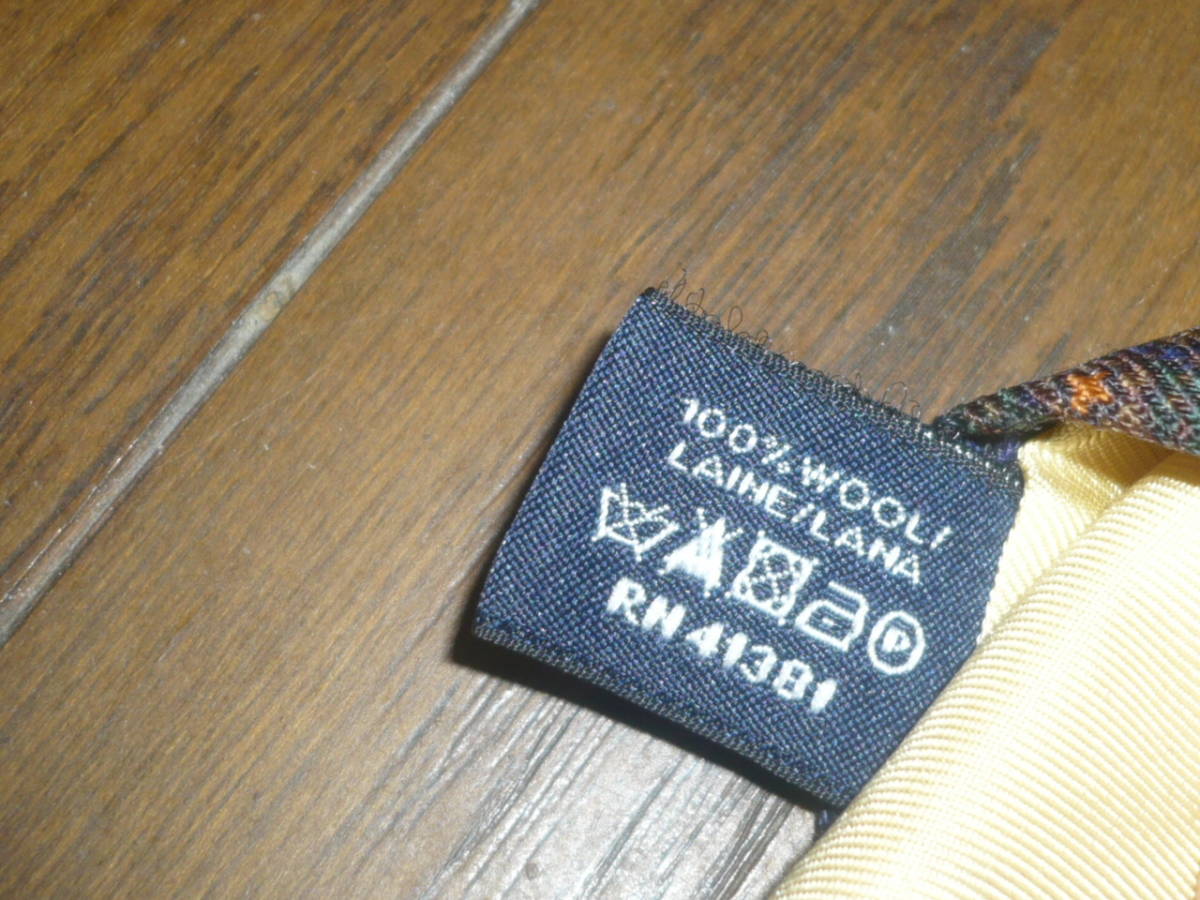 100% WOOL/
LAINE/LANA
P
RN 41381